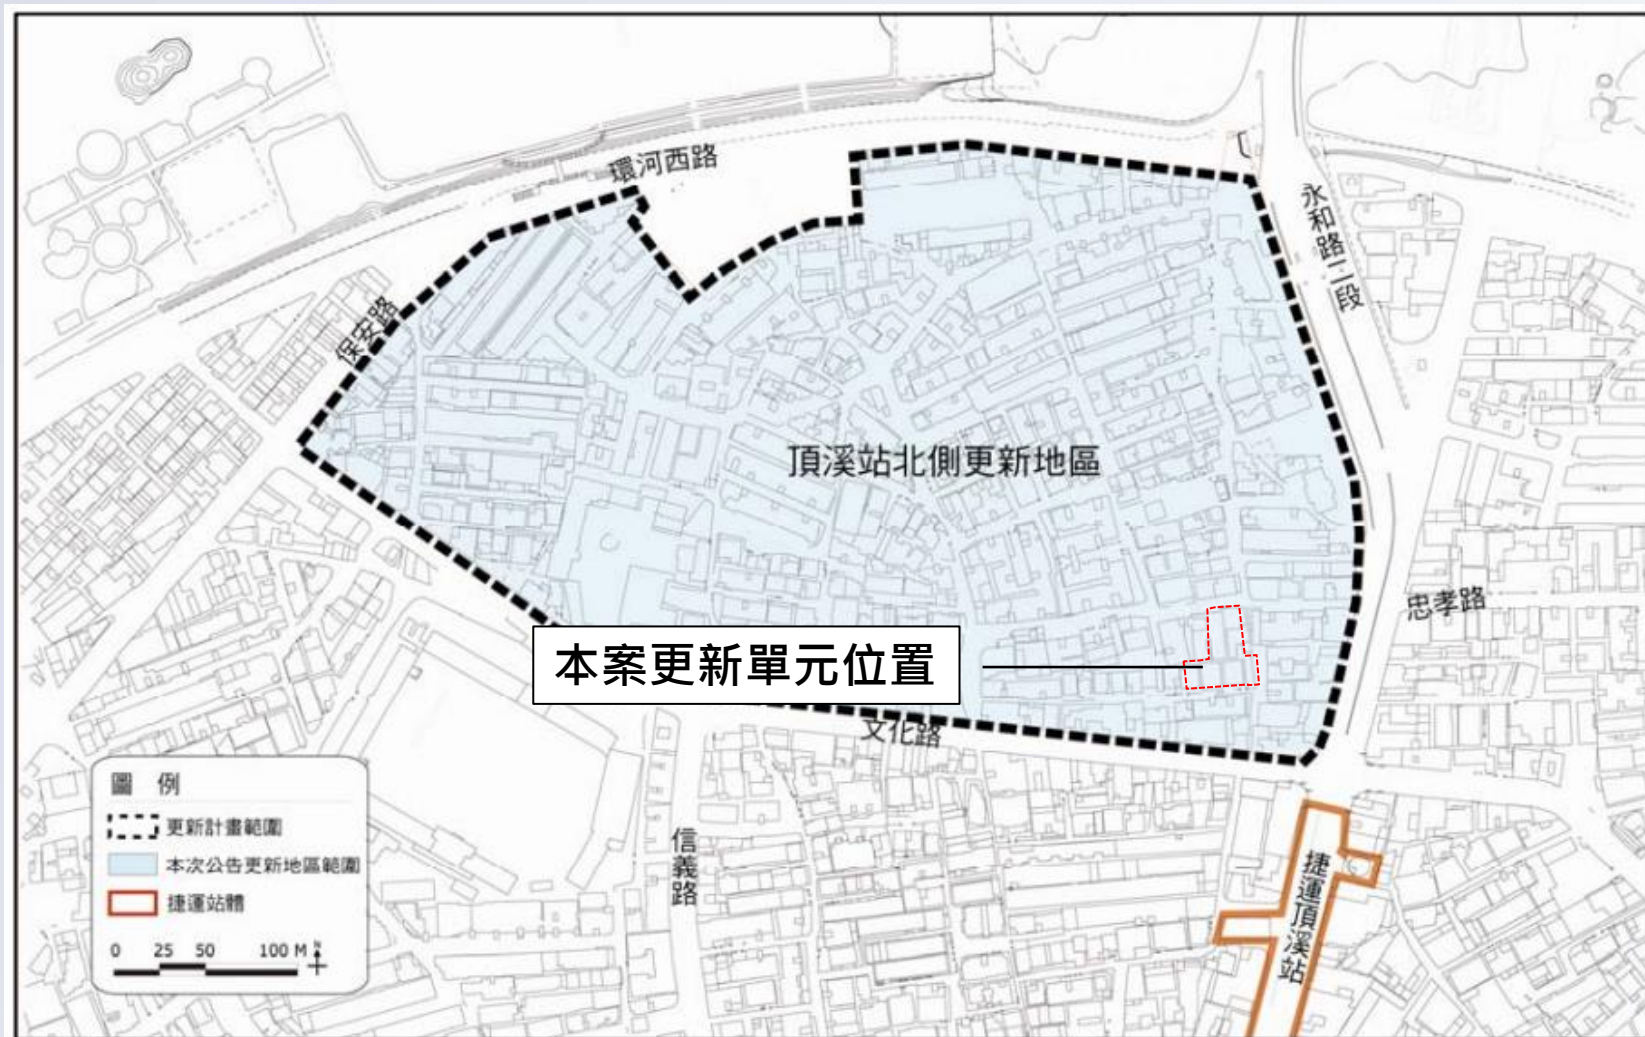 環河西路
永和路二段
保安路
頂溪站北側更新地區
忠孝路
本案更新單元位置
文化路
圖 例
更新計畫範圍
本次公告更新地區範圍
捷運站體
0 25 50 100 M N
信義路
捷運頂溪站